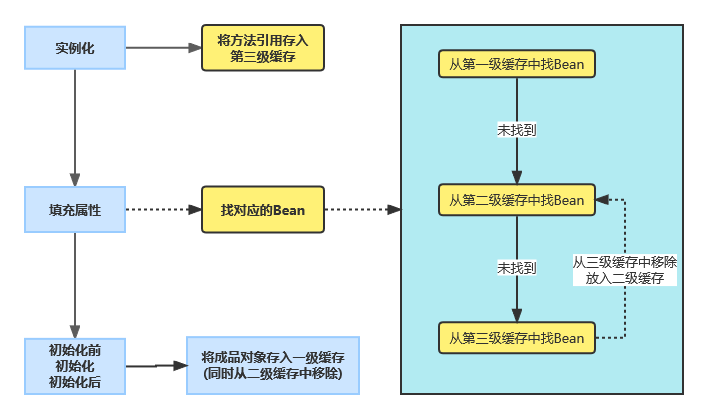 实例化
将方法引用存入
第三级缓存
填充属性
找对应的Bean
初始化前
初始化
初始化后
将成品对象存入一级缓存
(同时从二级缓存中移除)
从第一级缓存中找Bean
未找到
从第二级缓存中找Bean
未找到
从三级缓存中移除
放入二级缓存
从第三级缓存中找Bean